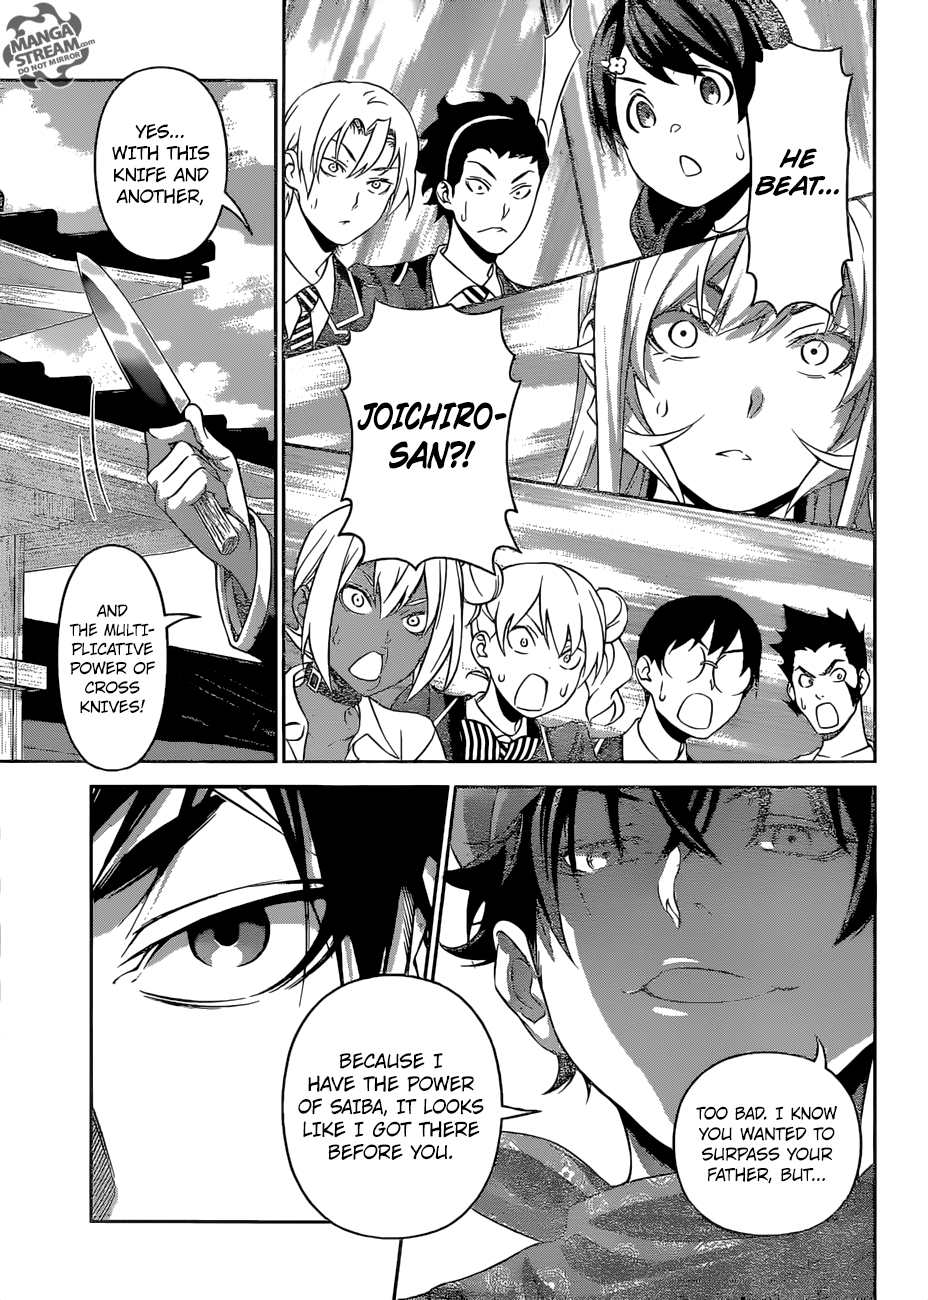 MANGA
STREAM.com
DO NOT MIRROR
HE
BEAT...
JOICHIRO-
SAN?!
YES...
WITH THIS
KNIFE AND
ANOTHER,
AND
THE MULTI-
PLICATIVE
POWER OF
CROSS
KNIVES!
TOO BAD. I KNOW
YOU WANTED TO
SURPASS YOUR
FATHER, BUT...
BECAUSE I
HAVE THE POWER
OF SAIBA, IT LOOKS
LIKE I GOT THERE
BEFORE YOU.